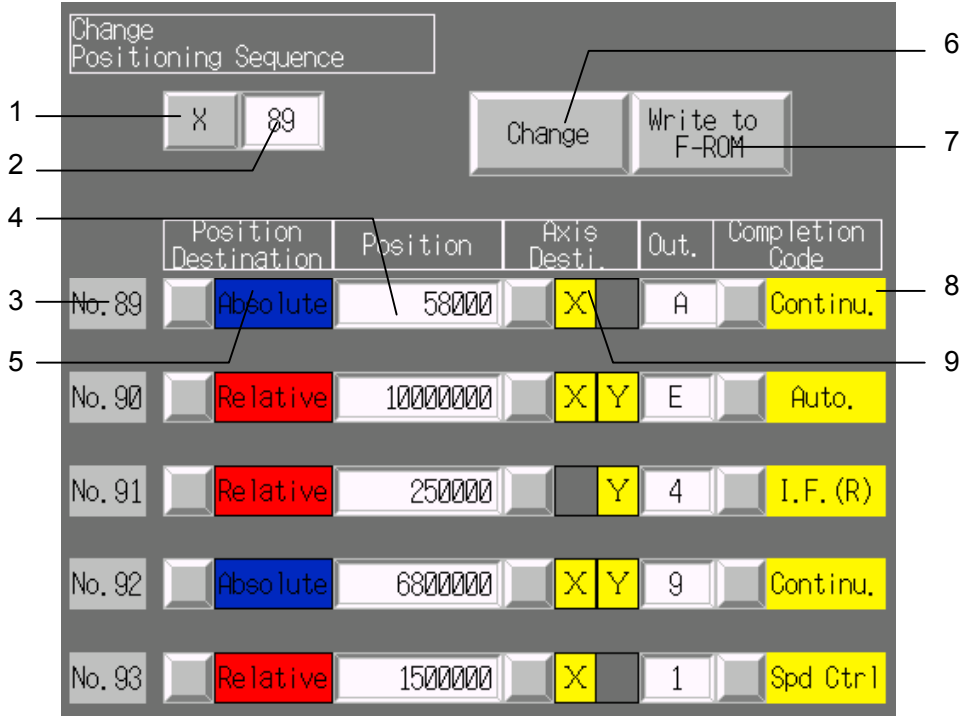 Change
Positioning Sequence
6
1
X
89
Change
Write to
F-ROM
7
2
4
Position
Destination
Position
Axis
Desti.
Out.
Completion
Code
3
No. 89
Absolute
58000
X
A
Continu.
8
5
9
No. 90
Relative
10000000
X
Y
E
Auto.
No. 91
Relative
250000
Y
4
I.F.(R)
No. 92
Absolute
6800000
X
Y
9
Continu.
No. 93
Relative
1500000
X
1
Spd Ctrl